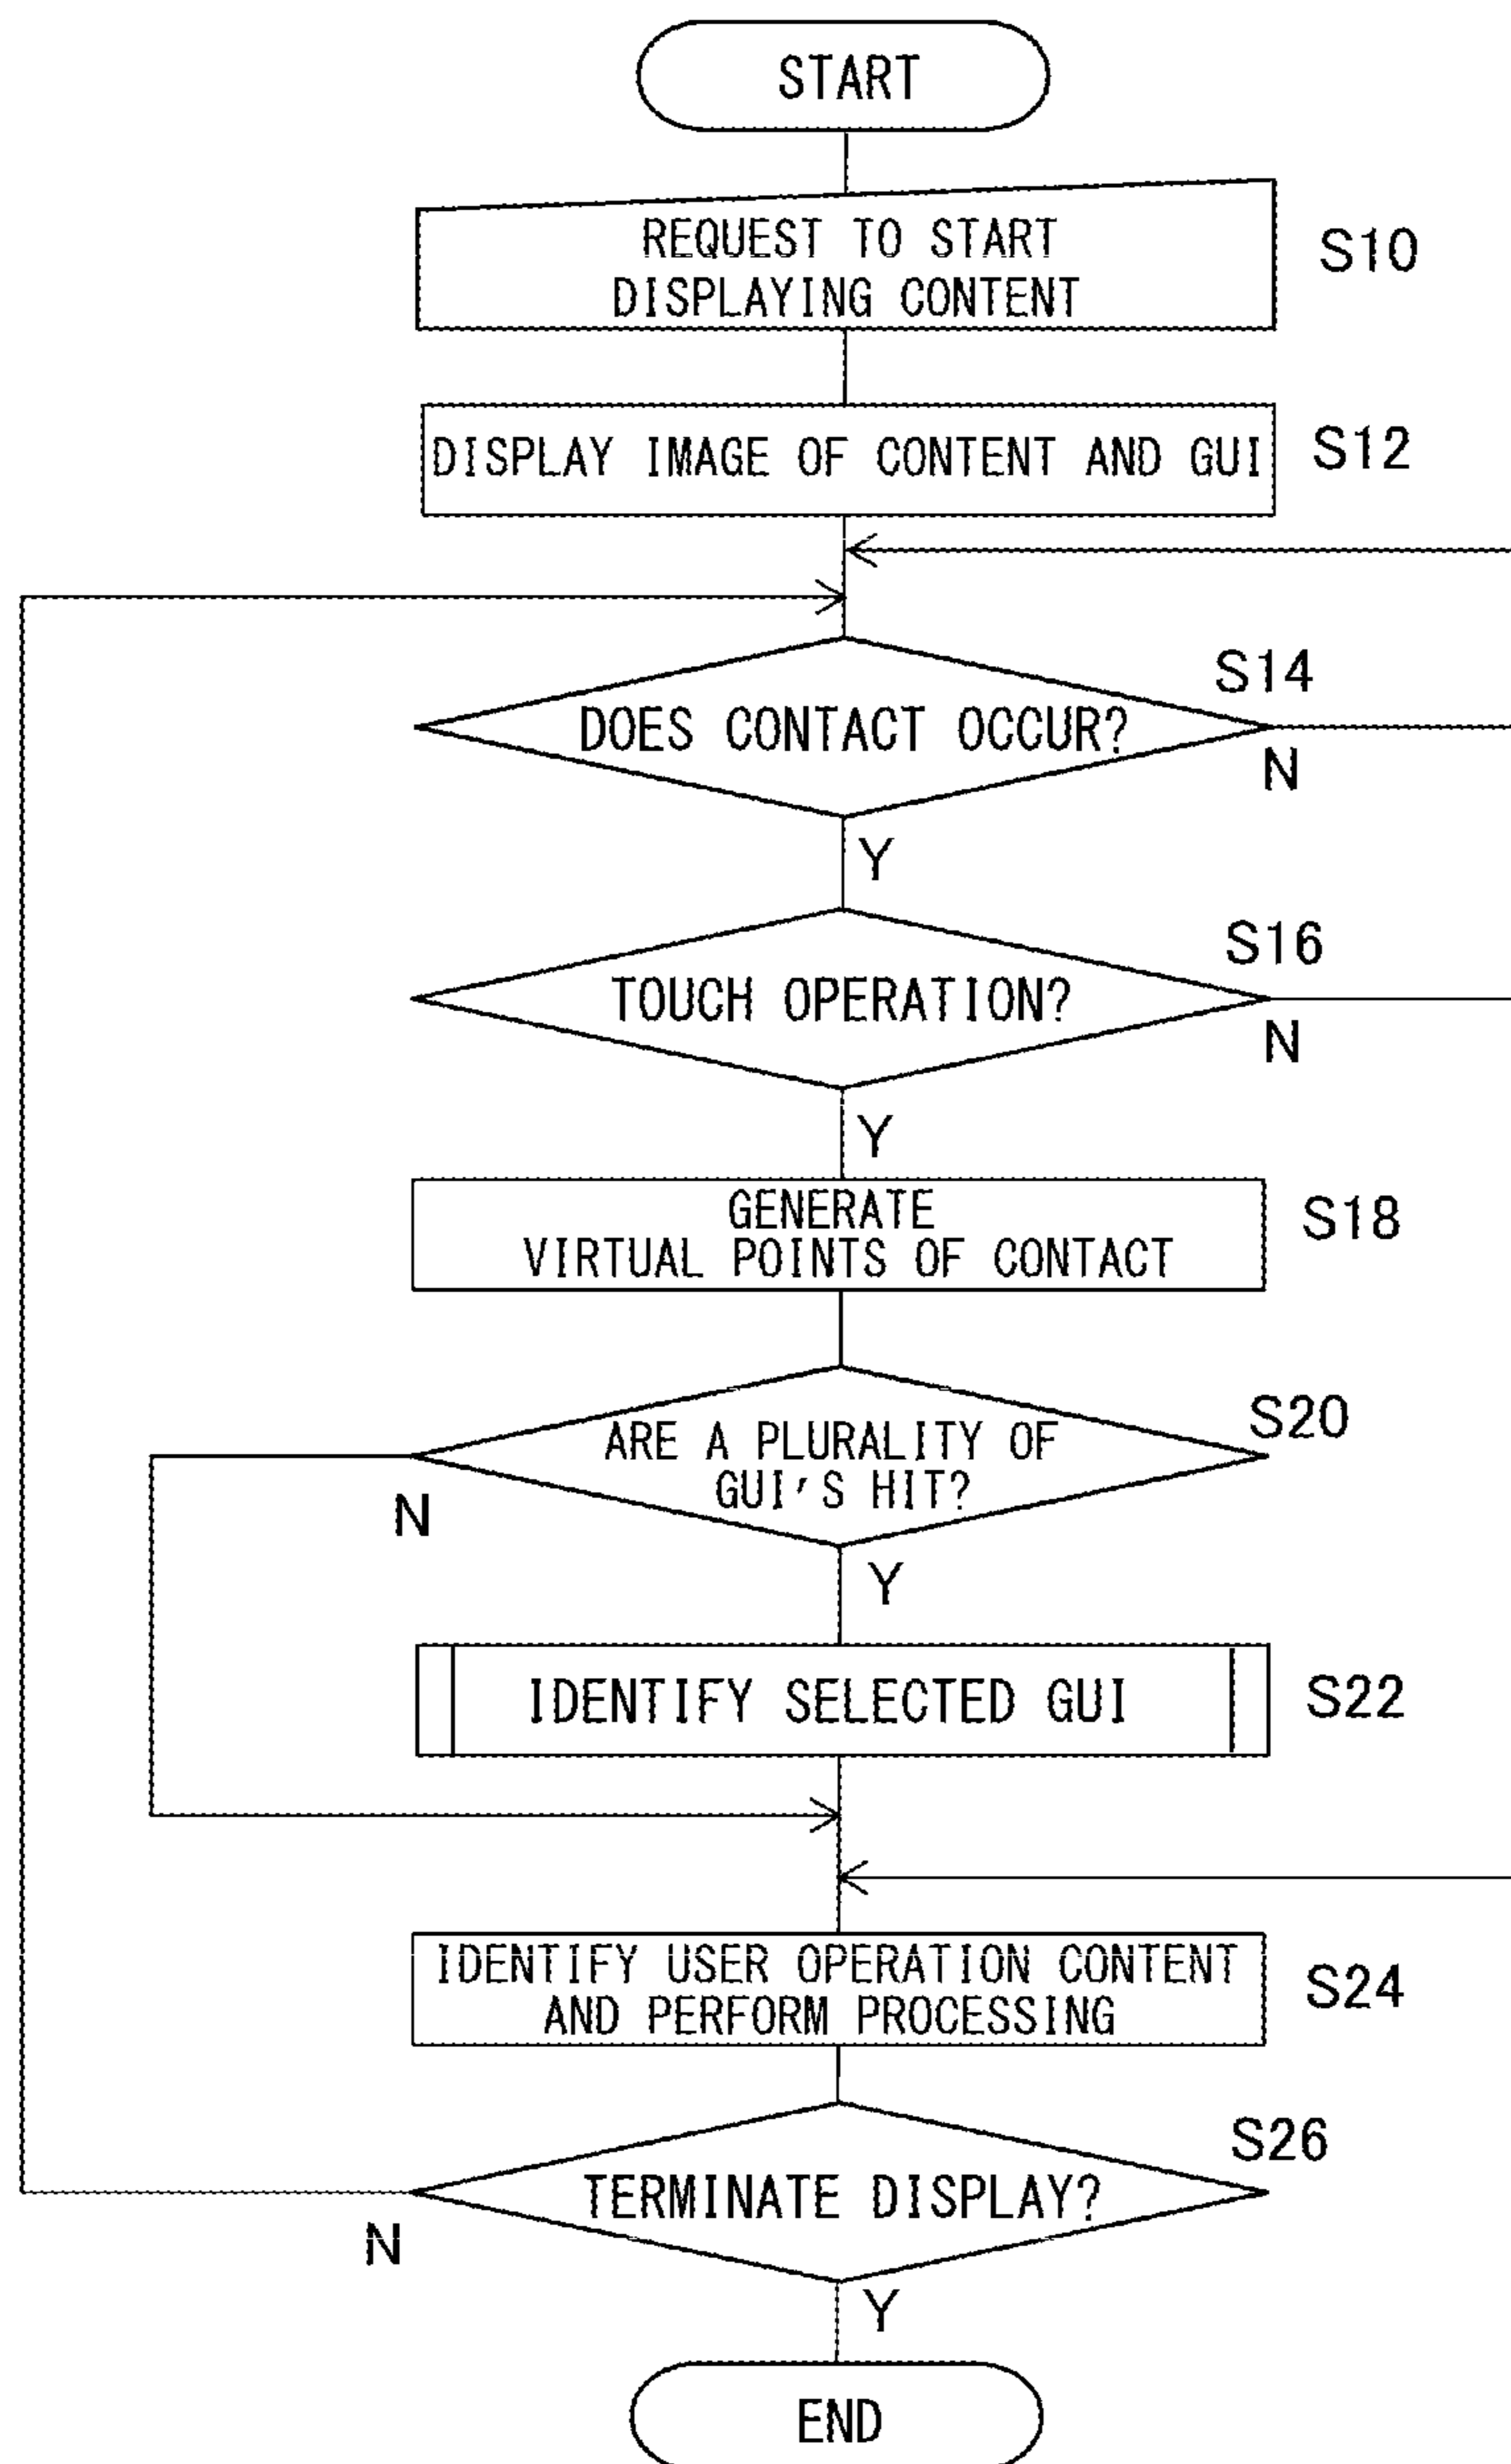 START
REQUEST TO START
DISPLAYING CONTENT
S10
DISPLAY IMAGE OF CONTENT AND GUI
S12
S14
DOES CONTACT OCCUR?
N
Y
S16
TOUCH OPERATION?
N
Y
GENERATE
VIRTUAL POINTS OF CONTACT
S18
S20
ARE A PLURALITY OF
GUI'S HIT?
N
Y
IDENTIFY SELECTED GUI
S22
IDENTIFY USER OPERATION CONTENT
AND PERFORM PROCESSING
S24
S26
TERMINATE DISPLAY?
N
Y
END